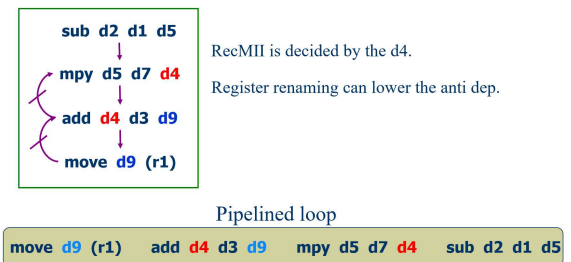 sub d2 d1 d5
mpy d5 d7 d4
add d4 d3 d9
move d9 (r1)
RecMII is decided by the d4.
Register renaming can lower the anti dep.
Pipelined loop
move d9 (r1) add d4 d3 d9 mpy d5 d7 d4 sub d2 d1 d5